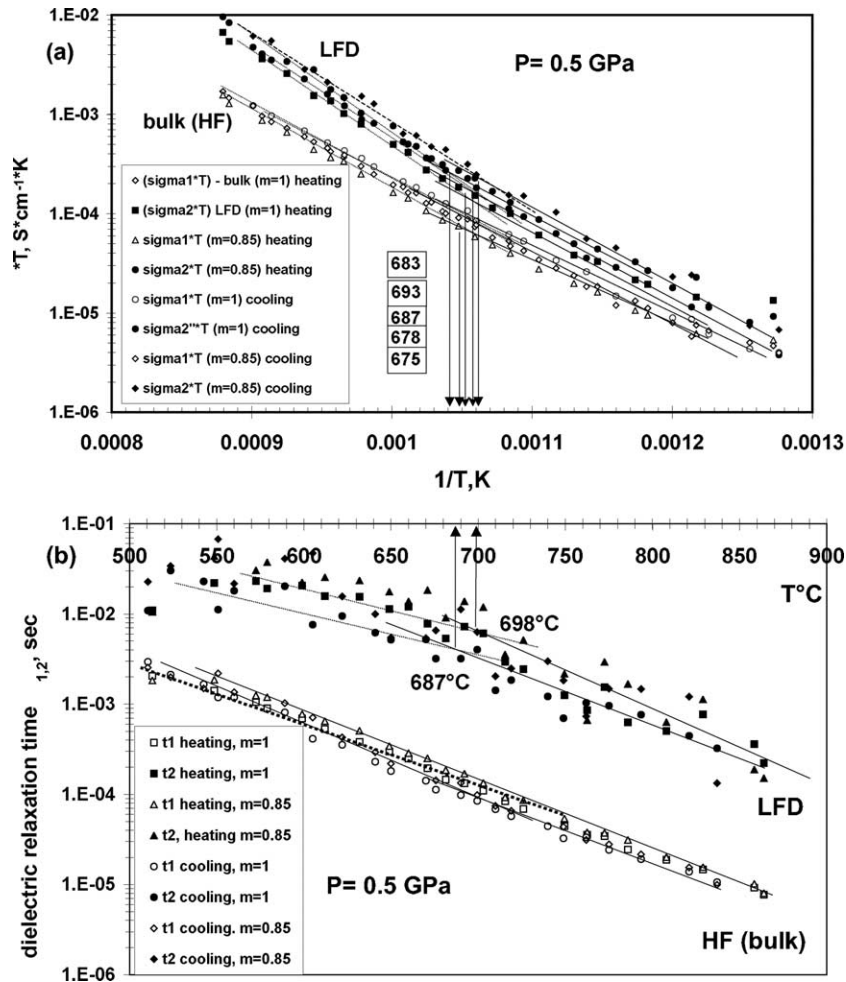 (a)
LFD
P= 0.5 GPa
bulk (HF)
*T, S*cm-1*K
1.E-02
1.E-03
1.E-04
1.E-05
1.E-06
(sigma1*T) - bulk (m=1) heating
(sigma2*T) LFD (m=1) heating
sigma1*T (m=0.85) heating
sigma2*T (m=0.85) heating
sigma1*T (m=1) cooling
sigma2"*T (m=1) cooling
sigma1*T (m=0.85) cooling
sigma2*T (m=0.85) cooling
683
693
687
678
675
0.0008 0.0009 0.001 0.0011 0.0012 0.0013
1/T,K
(b)
500 550 600 650 700 750 800 850 900
T°C
dielectric relaxation time 1,2, sec
1.E-01
1.E-02
1.E-03
1.E-04
1.E-05
1.E-06
698°C
687°C
t1 heating, m=1
t2 heating, m=1
t1 heating, m=0.85
t2, heating m=0.85
t1 cooling, m=1
t2 cooling, m=1
t1 cooling. m=0.85
t2 cooling, m=0.85
LFD
P= 0.5 GPa
HF (bulk)